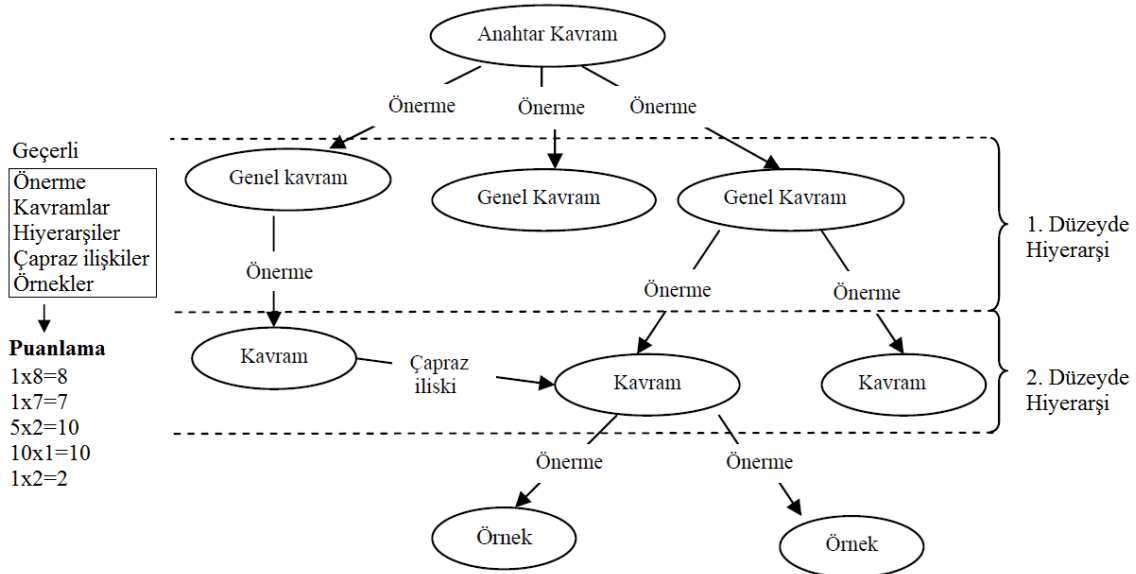 Anahtar Kavram
Önerme
Önerme
Önerme
Geçerli
Önerme
Kavramlar
Hiyerarşiler
Çapraz ilişkiler
Örnekler
Puanlama
1x8=8
1x7=7
5x2=10
10x1=10
1x2=2
Genel kavram
Genel Kavram
Genel Kavram
1. Düzeyde
Hiyerarşi
Önerme
Önerme
Önerme
Kavram
Çapraz
iliski
Kavram
Kavram
2. Düzeyde
Hiyerarşi
Önerme
Önerme
Örnek
Örnek